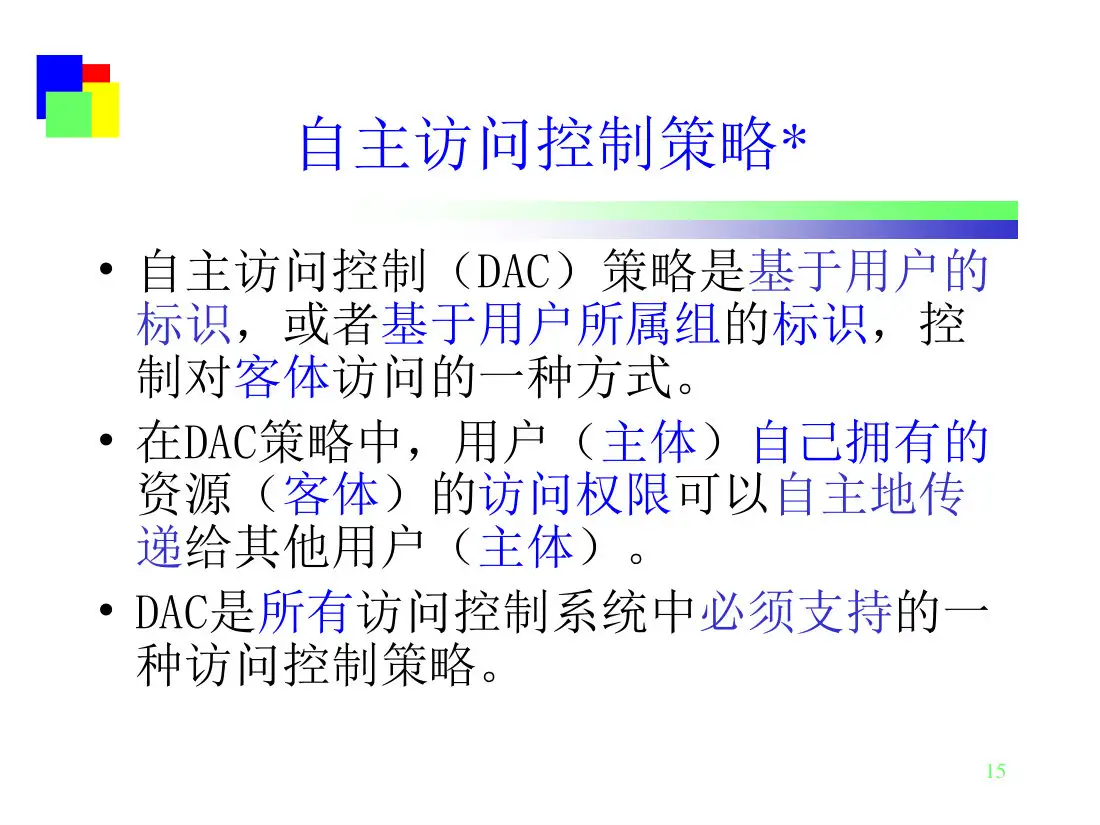 自主访问控制策略*
• 自主访问控制（DAC）策略是基于用户的
标识，或者基于用户所属组的标识，控
制对客体访问的一种方式。
• 在DAC策略中，用户（主体）自己拥有的
资源（客体）的访问权限可以自主地传
递给其他用户（主体）。
• DAC是所有访问控制系统中必须支持的一
种访问控制策略。
15